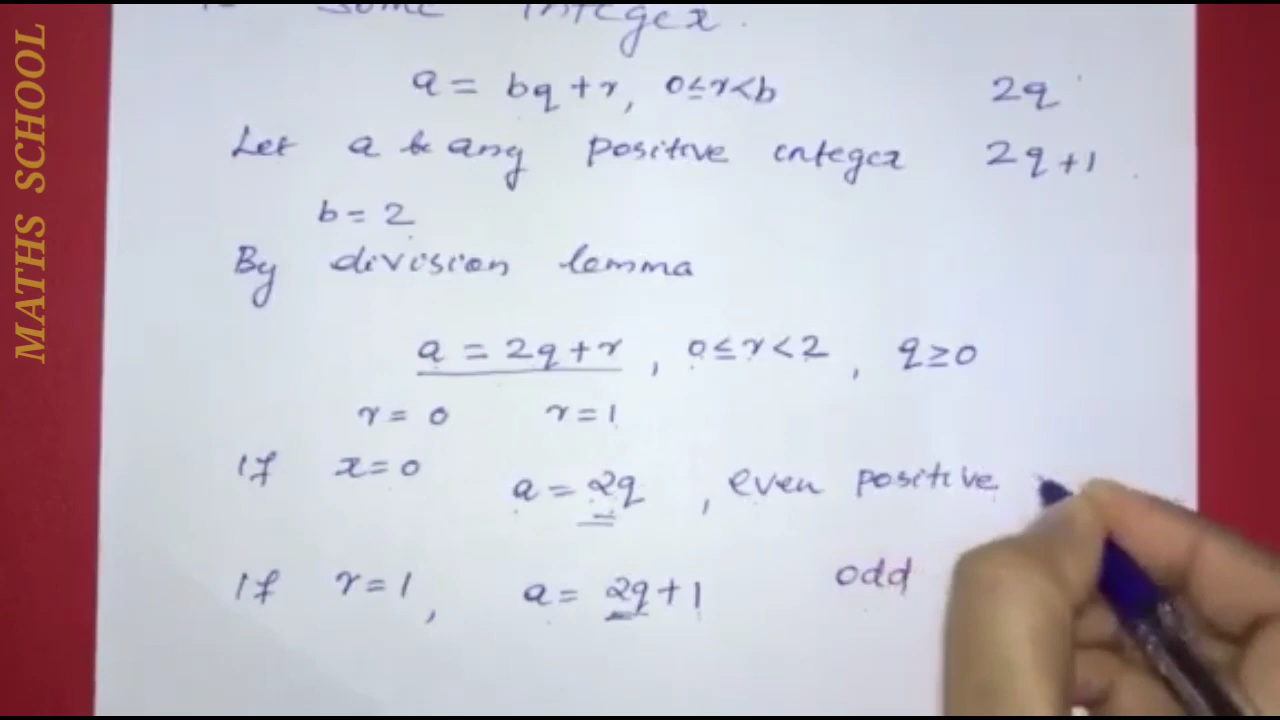 MATHS SCHOOL
some integer.
a = bq + r, 0≤r<b 2q
Let a be any positive integer 2q+1
b = 2
By division lemma
a = 2q + r, 0≤r<2, q≥0
r = 0 r = 1
If r=0 a = 2q, even positive
If r=1, a = 2q+1 odd